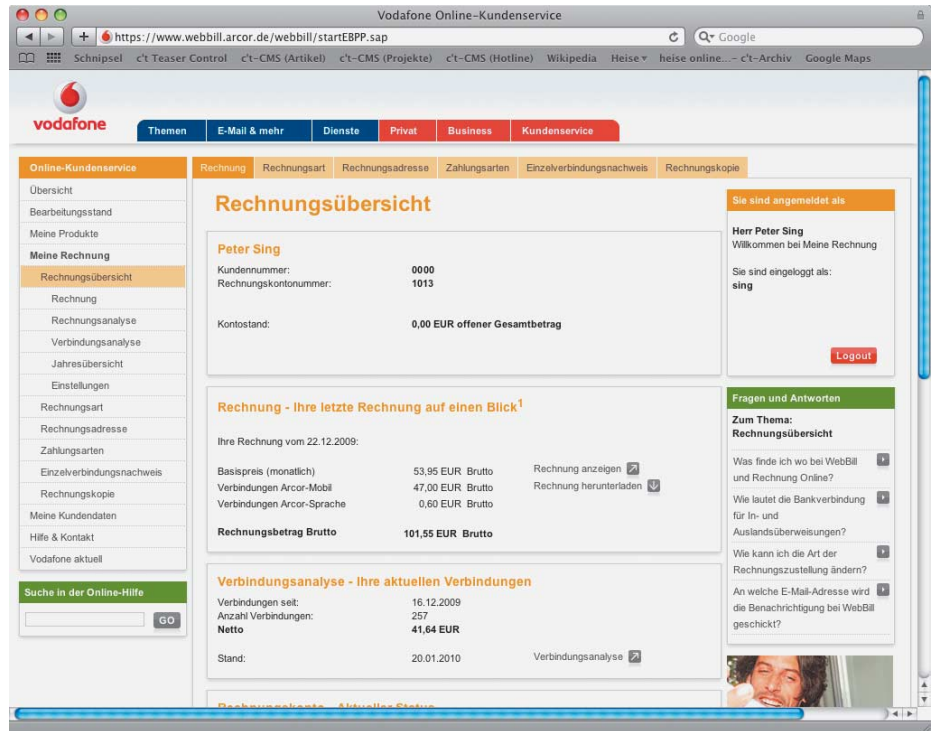 Vodafone Online-Kundenservice
https://www.webbill.arcor.de/webbill/startEBPP.sap
Google
Schnipsel c't Teaser Control c't-CMS (Artikel) c't-CMS (Projekte) c't-CMS (Hotline) Wikipedia Heise heise online...– c't-Archiv Google Maps
vodafone
Themen E-Mail & mehr Dienste Privat Business Kundenservice
Online-Kundenservice
Übersicht
Bearbeitungsstand
Meine Produkte
Meine Rechnung
Rechnungsübersicht
Rechnung
Rechnungsanalyse
Verbindungsanalyse
Jahresübersicht
Einstellungen
Rechnungsart
Rechnungsadresse
Zahlungsarten
Einzelverbindungsnachweis
Rechnungskopie
Meine Kundendaten
Hilfe & Kontakt
Vodafone aktuell
Suche in der Online-Hilfe
GO
Rechnung Rechnungsart Rechnungsadresse Zahlungsarten Einzelverbindungsnachweis Rechnungskopie
Rechnungsübersicht
Peter Sing
Kundennummer: 0000
Rechnungskontonummer: 1013
Kontostand: 0,00 EUR offener Gesamtbetrag
Rechnung - Ihre letzte Rechnung auf einen Blick1
Ihre Rechnung vom 22.12.2009:
Basispreis (monatlich) 53,95 EUR Brutto Rechnung anzeigen
Verbindungen Arcor-Mobil 47,00 EUR Brutto Rechnung herunterladen
Verbindungen Arcor-Sprache 0,60 EUR Brutto
Rechnungsbetrag Brutto 101,55 EUR Brutto
Verbindungsanalyse - Ihre aktuellen Verbindungen
Verbindungen seit: 16.12.2009
Anzahl Verbindungen: 257
Netto 41,64 EUR
Stand: 20.01.2010 Verbindungsanalyse
Rechnungskonto - Aktueller Status
Sie sind angemeldet als
Herr Peter Sing
Willkommen bei Meine Rechnung
Sie sind eingeloggt als:
sing
Logout
Fragen und Antworten
Zum Thema:
Rechnungsübersicht
Was finde ich wo bei WebBill
und Rechnung Online?
Wie lautet die Bankverbindung
für In- und
Auslandsüberweisungen?
Wie kann ich die Art der
Rechnungszustellung ändern?
An welche E-Mail-Adresse wird
die Benachrichtigung bei WebBill
geschickt?